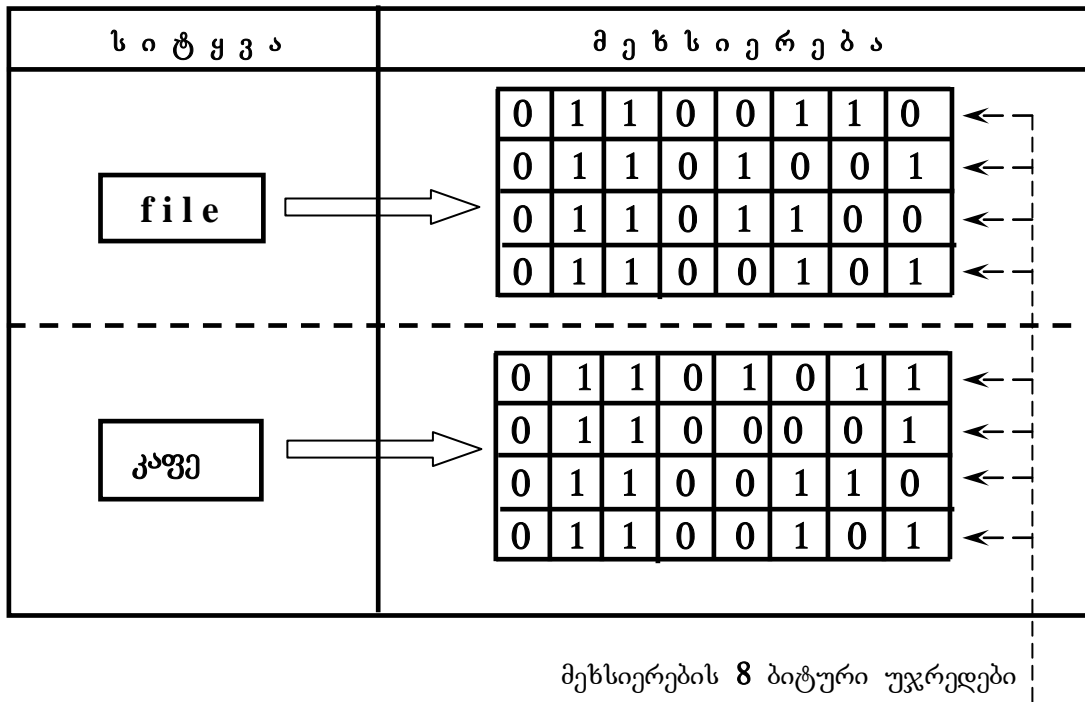 ს ი ტ ყ ვ ა
მ ე ხ ს ი ე რ ე ბ ა
file
0 1 1 0 0 1 1 0
0 1 1 0 1 0 0 1
0 1 1 0 1 1 0 0
0 1 1 0 0 1 0 1
კაფე
0 1 1 0 1 0 1 1
0 1 1 0 0 0 0 1
0 1 1 0 0 1 1 0
0 1 1 0 0 1 0 1
მეხსიერების 8 ბიტური უჯრედები